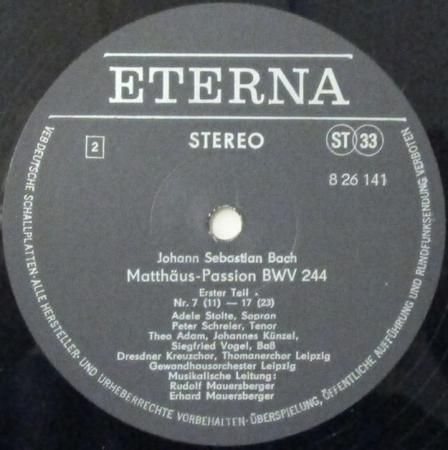 ETERNA
2
STEREO
ST 33
8 26 141
Johann Sebastian Bach
Matthäus-Passion BWV 244
Erster Teil
Nr. 7 (11) — 17 (23)
Adele Stolte, Sopran
Peter Schreier, Tenor
Theo Adam, Johannes Künzel,
Siegfried Vogel, Baß
Dresdner Kreuzchor, Thomanerchor Leipzig
Gewandhausorchester Leipzig
Musikalische Leitung:
Rudolf Mauersberger
Erhard Mauersberger
VEB DEUTSCHE SCHALLPLATTEN · ALLE HERSTELLER- UND URHEBERRECHTE VORBEHALTEN · ÜBERSPIELUNG, ÖFFENTLICHE AUFFÜHRUNG UND RUNDFUNKSENDUNG VERBOTEN